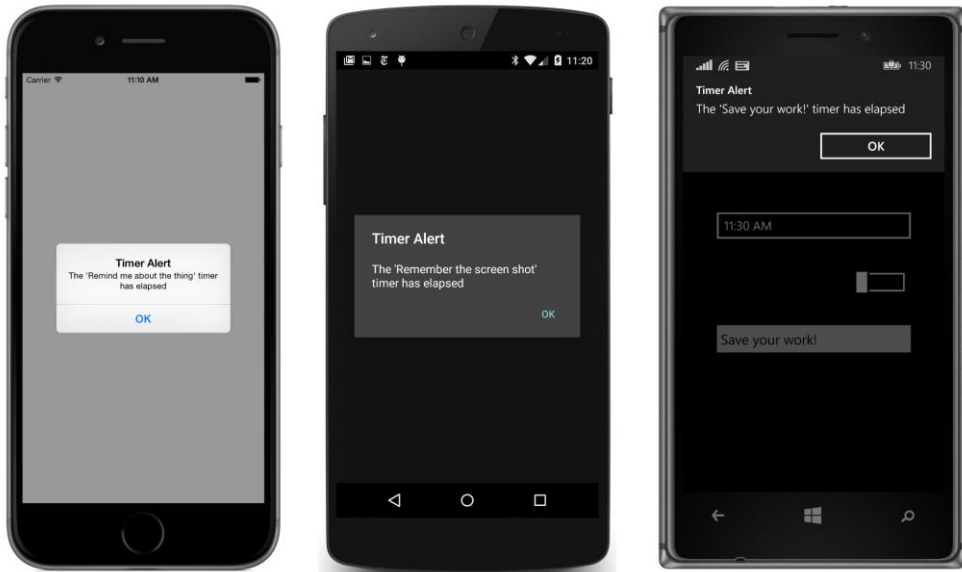 Carrier
11:10 AM
Timer Alert
The 'Remind me about the thing' timer
has elapsed
OK
11:20
Timer Alert
The 'Remember the screen shot'
timer has elapsed
OK
11:30
Timer Alert
The 'Save your work!' timer has elapsed
OK
11:30 AM
Save your work!